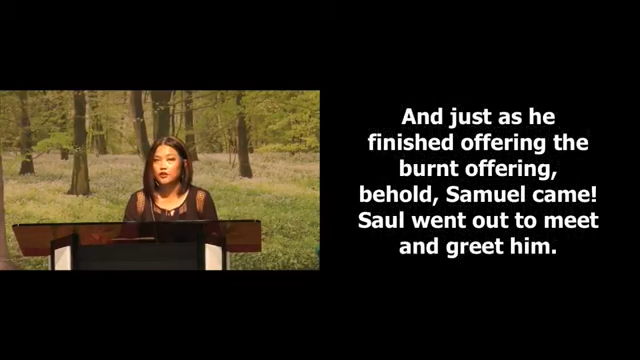 And just as he
finished offering the
burnt offering,
behold, Samuel came!
Saul went out to meet
and greet him.